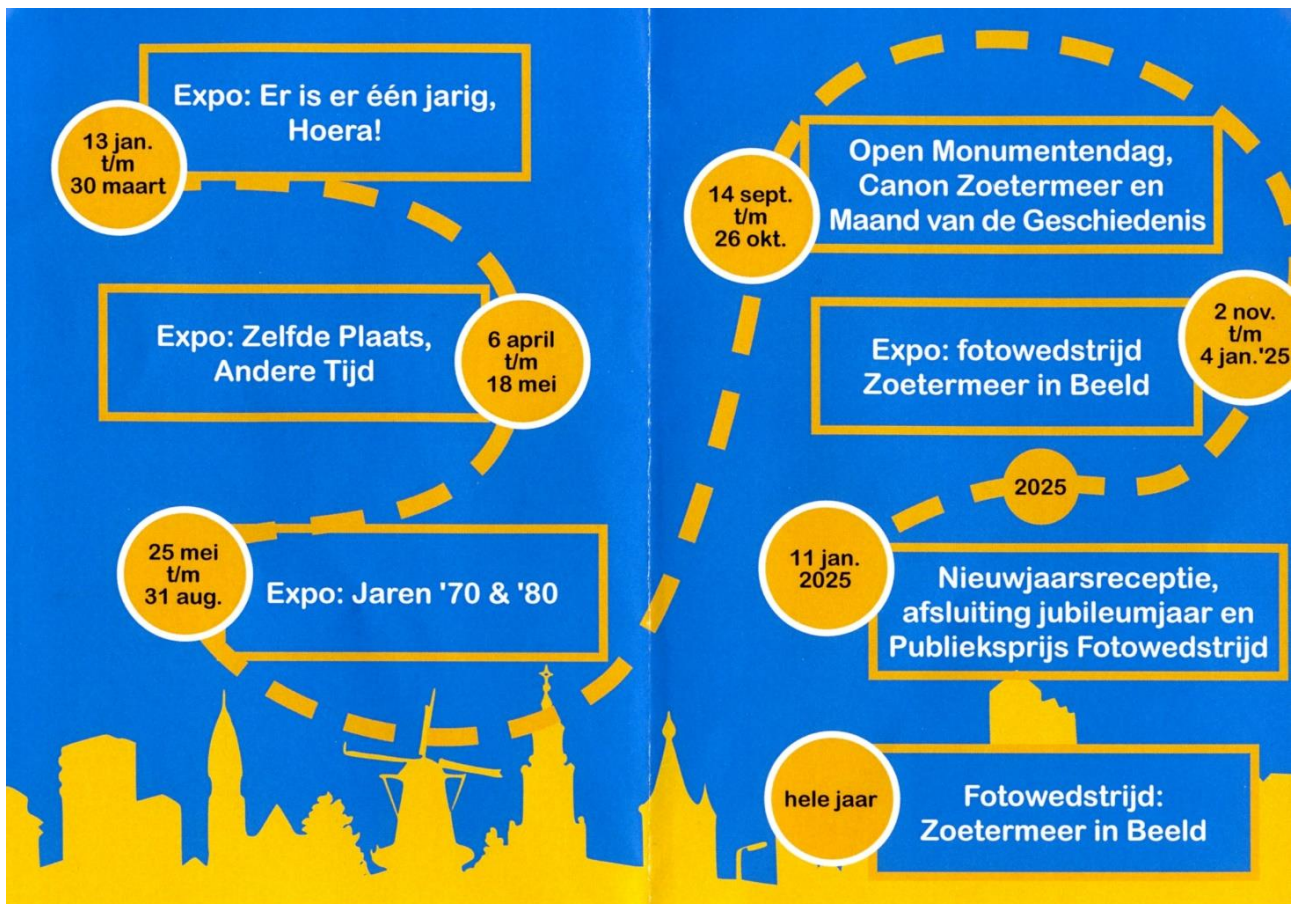 13 jan.
t/m
30 maart
Expo: Er is er één jarig,
Hoera!
Expo: Zelfde Plaats,
Andere Tijd
6 april
t/m
18 mei
25 mei
t/m
31 aug.
Expo: Jaren '70 & '80
14 sept.
t/m
26 okt.
Open Monumentendag,
Canon Zoetermeer en
Maand van de Geschiedenis
Expo: fotowedstrijd
Zoetermeer in Beeld
2 nov.
t/m
4 jan.'25
2025
11 jan.
2025
Nieuwjaarsreceptie,
afsluiting jubileumjaar en
Publieksprijs Fotowedstrijd
hele jaar
Fotowedstrijd:
Zoetermeer in Beeld